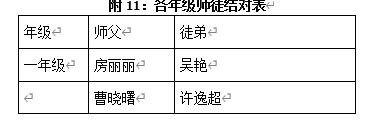 附 11：各年级师徒结对表
年级 师父 徒弟
一年级 房丽丽 吴艳
曹晓曙 许逸超